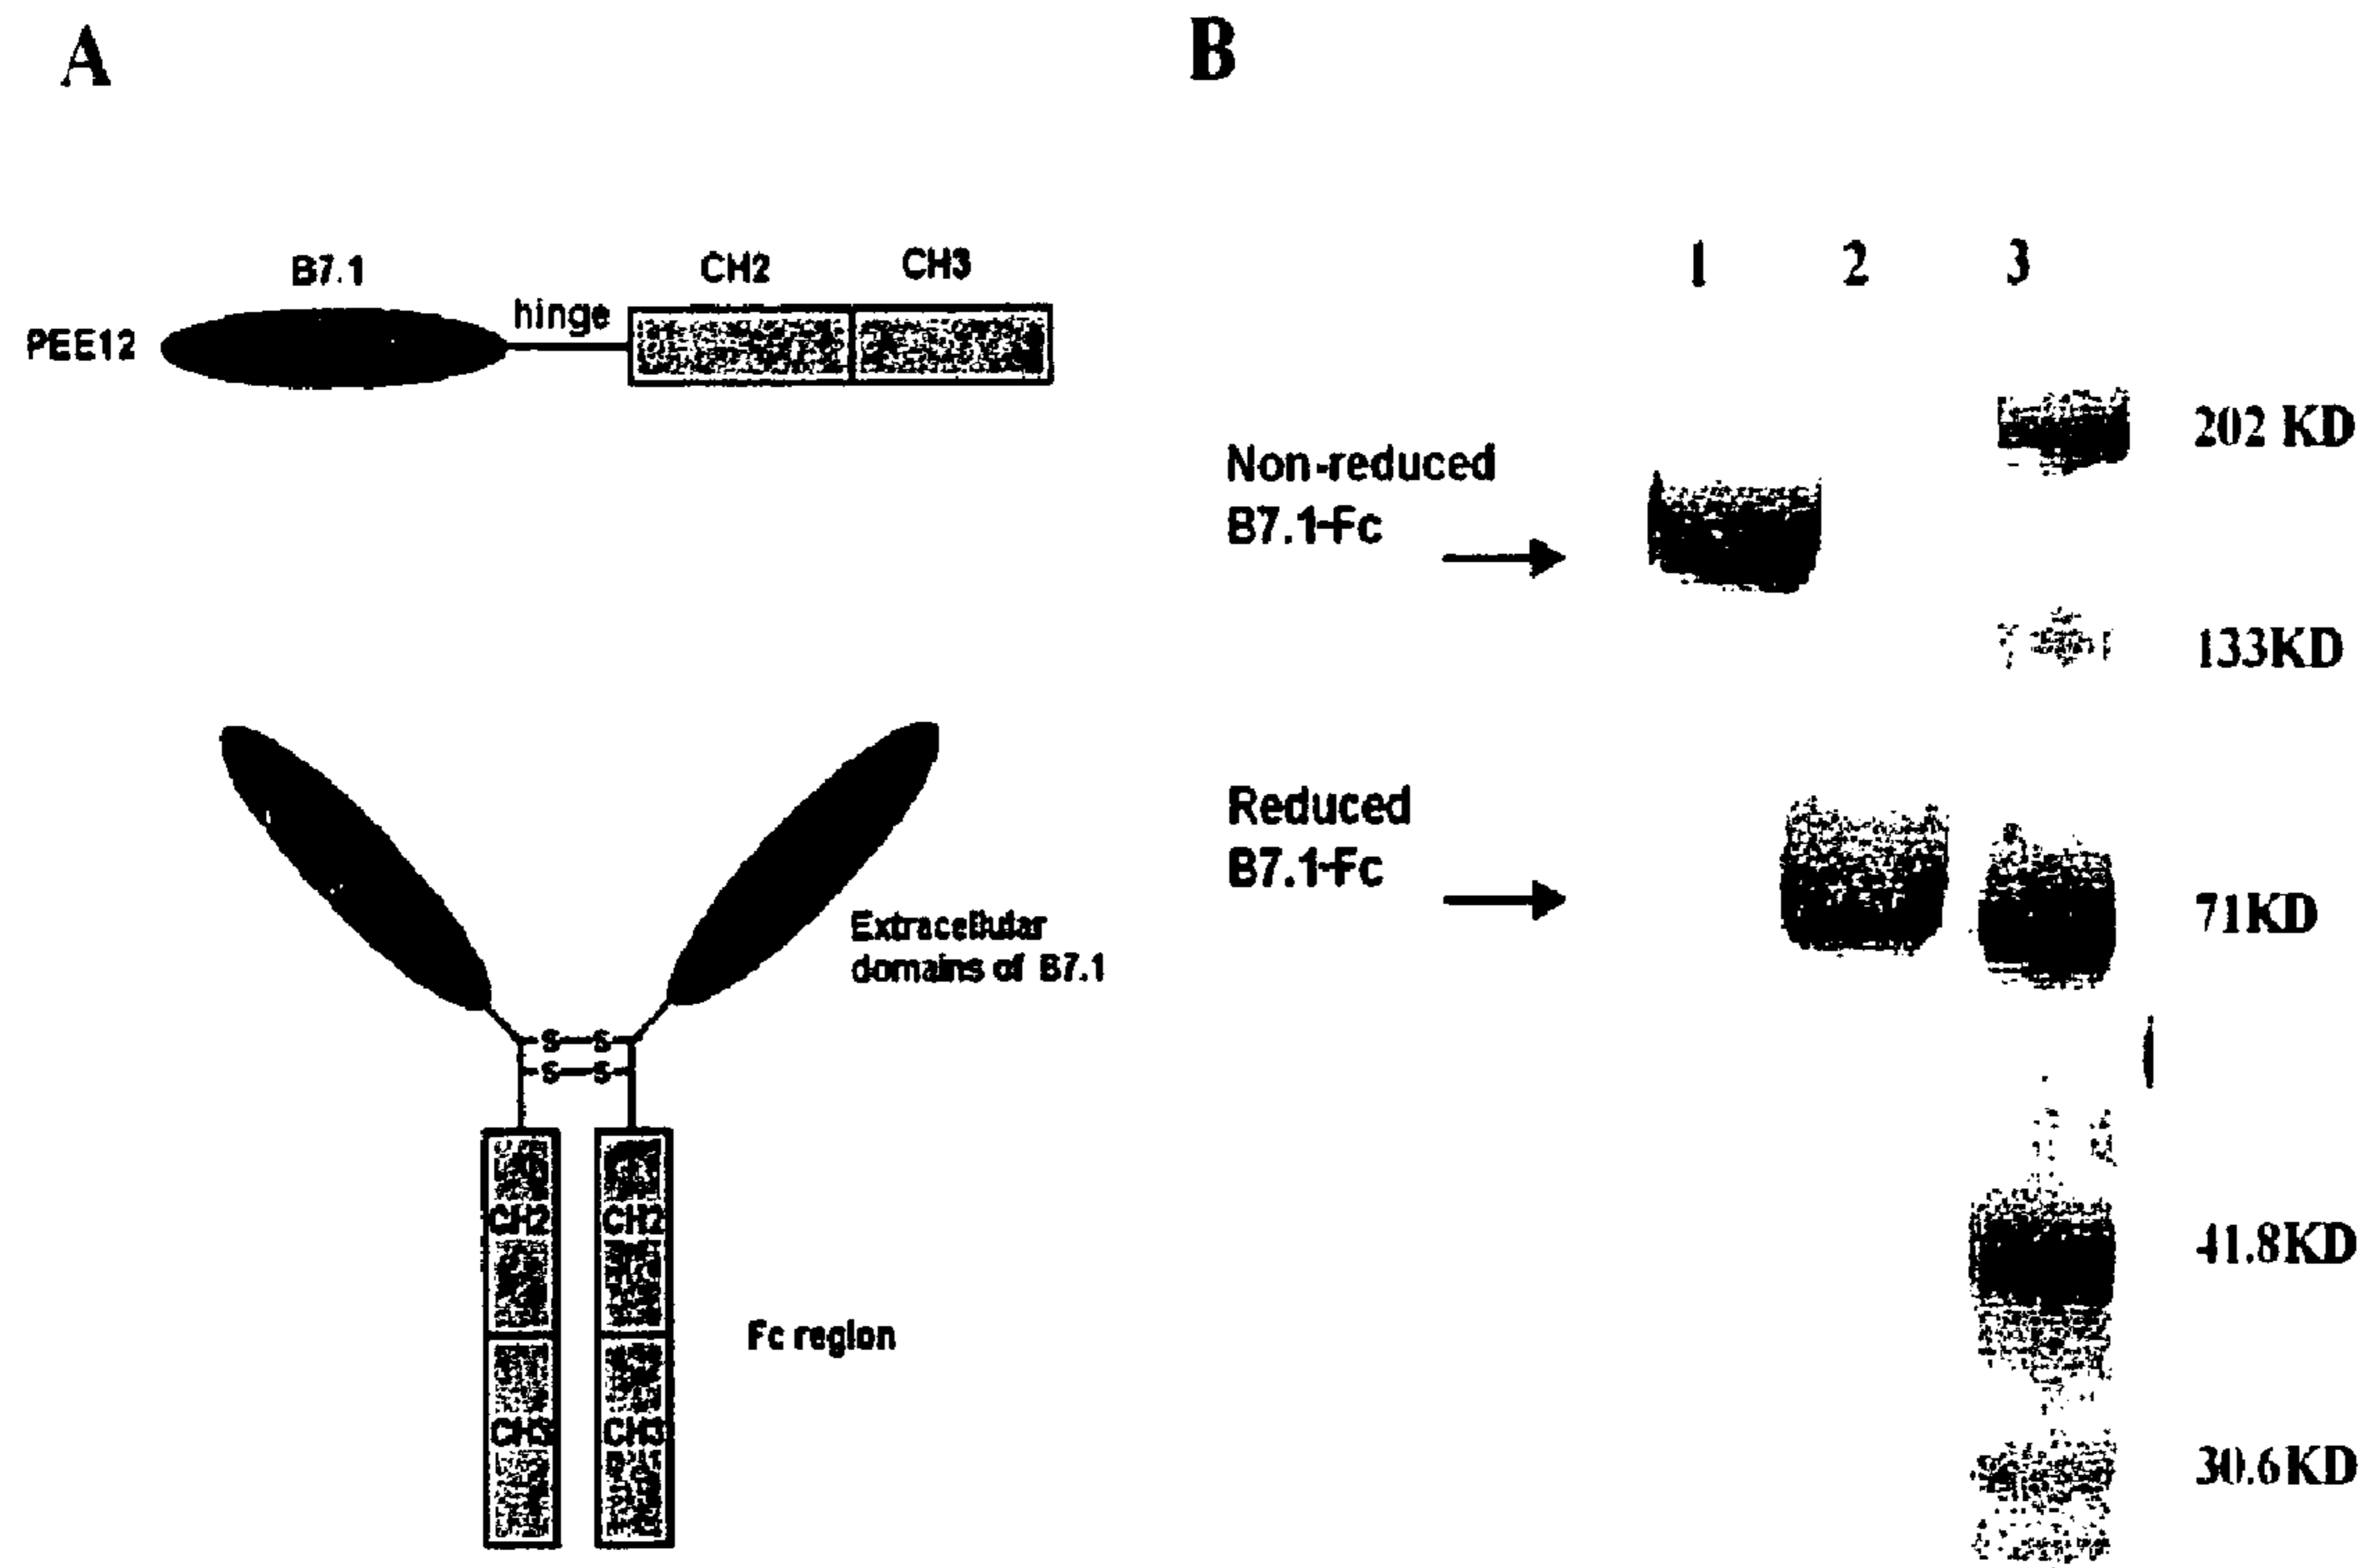 A
B7.1
hinge
CH2
CH3
PEE12
Extracellular
domains of B7.1
S S
S S
CH2
CH2
CH3
CH3
Fc region
B
1 2 3
Non-reduced
B7.1-Fc
Reduced
B7.1-Fc
202 KD
133KD
71KD
41.8KD
30.6KD